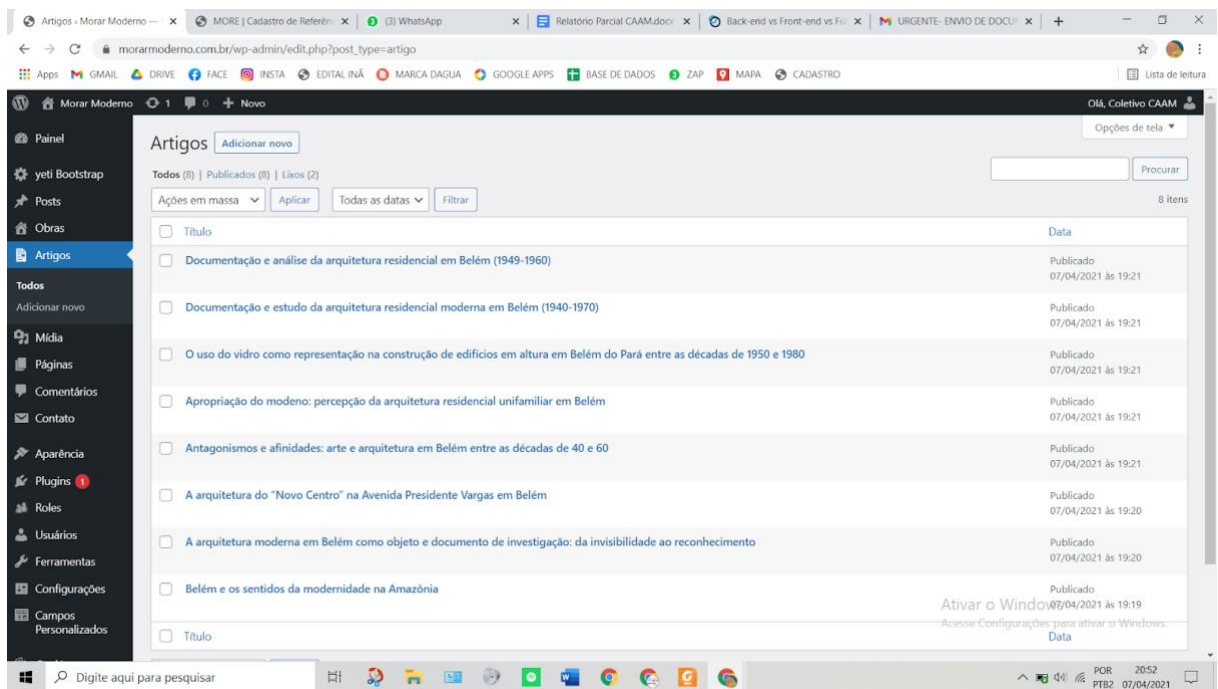 Artigos ‹ Morar Moderno —
MORE | Cadastro de Referên
(3) WhatsApp
Relatório Parcial CAAM.docx
Back-end vs Front-end vs Fu
URGENTE- ENVIO DE DOCU
morarmoderno.com.br/wp-admin/edit.php?post_type=artigo
Apps GMAIL DRIVE FACE INSTA EDITAL INÃ MARCA DAGUA GOOGLE APPS BASE DE DADOS ZAP MAPA CADASTRO Lista de leitura
Morar Moderno 1 0 + Novo Olá, Coletivo CAAM
Opções de tela
Painel
yeti Bootstrap
Posts
Obras
Artigos
Todos
Adicionar novo
Mídia
Páginas
Comentários
Contato
Aparência
Plugins 1
Roles
Usuários
Ferramentas
Configurações
Campos
Personalizados
Artigos Adicionar novo
Todos (8) | Publicados (8) | Lixos (2)
Procurar
Ações em massa Aplicar Todas as datas Filtrar 8 itens
Título Data
Documentação e análise da arquitetura residencial em Belém (1949-1960) Publicado
07/04/2021 às 19:21
Documentação e estudo da arquitetura residencial moderna em Belém (1940-1970) Publicado
07/04/2021 às 19:21
O uso do vidro como representação na construção de edifícios em altura em Belém do Pará entre as décadas de 1950 e 1980 Publicado
07/04/2021 às 19:21
Apropriação do modeno: percepção da arquitetura residencial unifamiliar em Belém Publicado
07/04/2021 às 19:21
Antagonismos e afinidades: arte e arquitetura em Belém entre as décadas de 40 e 60 Publicado
07/04/2021 às 19:21
A arquitetura do "Novo Centro" na Avenida Presidente Vargas em Belém Publicado
07/04/2021 às 19:20
A arquitetura moderna em Belém como objeto e documento de investigação: da invisibilidade ao reconhecimento Publicado
07/04/2021 às 19:20
Belém e os sentidos da modernidade na Amazônia Publicado
07/04/2021 às 19:19
Título Data
Ativar o Windows
Acesse Configurações para ativar o Windows.
Digite aqui para pesquisar
POR 20:52
PTB2 07/04/2021